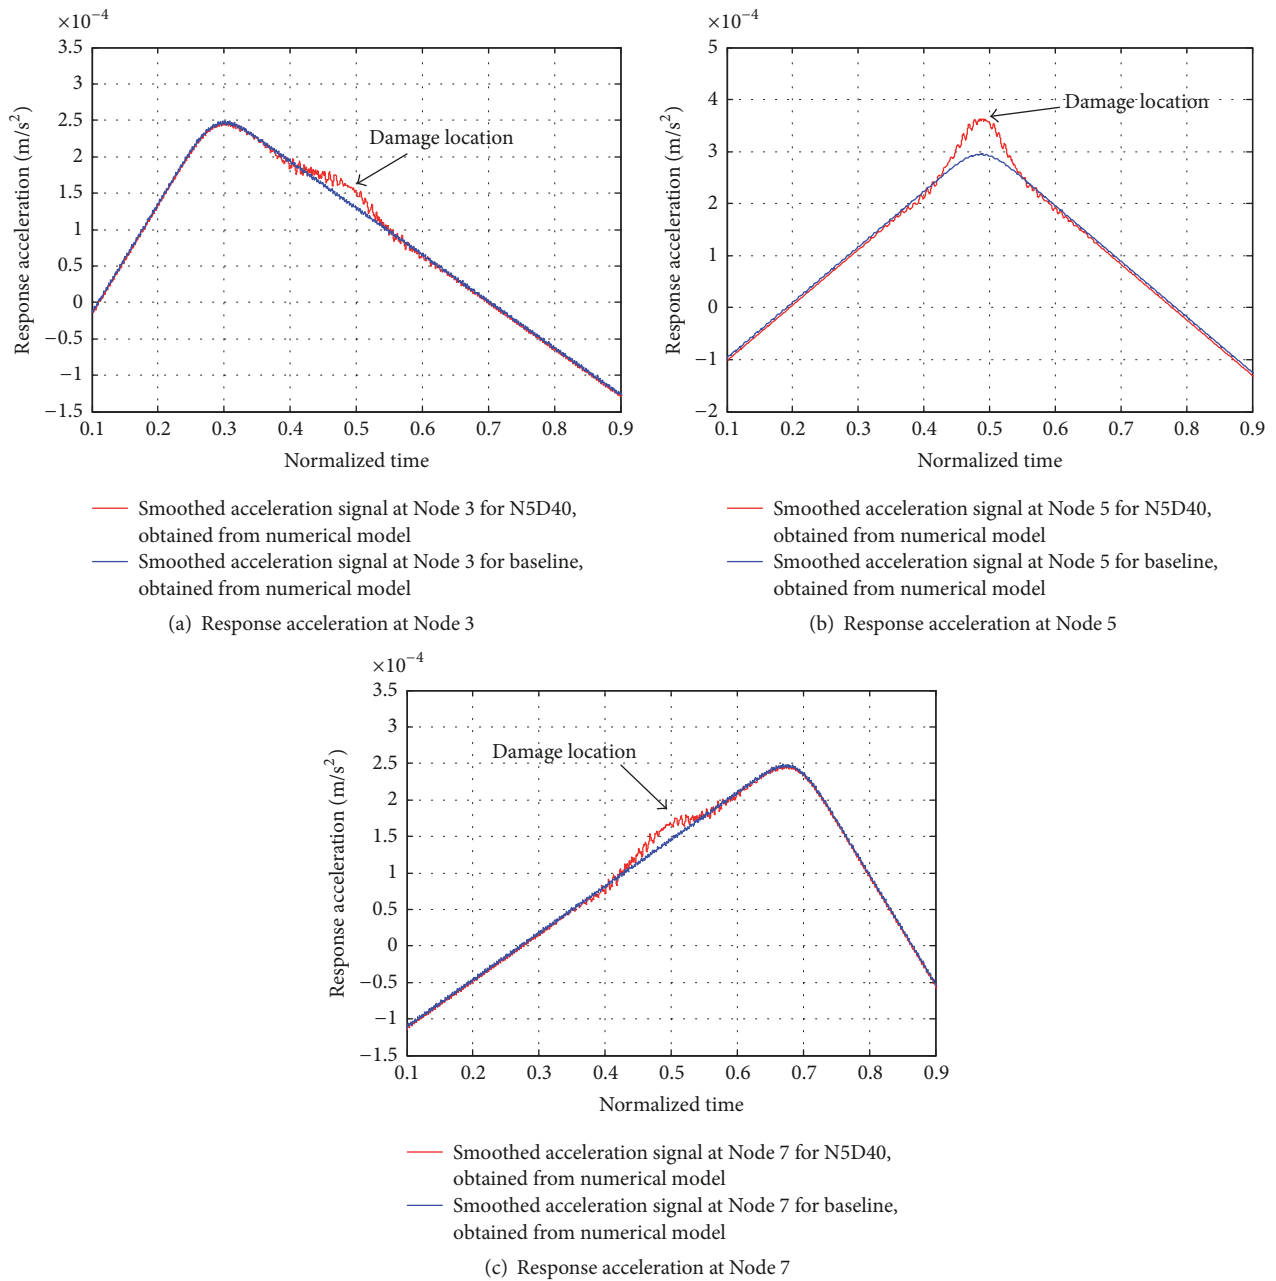 ×10⁻⁴
3.5
3
2.5
2
1.5
1
0.5
0
−0.5
−1
−1.5
Response acceleration (m/s²)
Damage location
0.1 0.2 0.3 0.4 0.5 0.6 0.7 0.8 0.9
Normalized time
Smoothed acceleration signal at Node 3 for N5D40,
obtained from numerical model
Smoothed acceleration signal at Node 3 for baseline,
obtained from numerical model
(a) Response acceleration at Node 3
×10⁻⁴
5
4
3
2
1
0
−1
−2
Response acceleration (m/s²)
Damage location
0.1 0.2 0.3 0.4 0.5 0.6 0.7 0.8 0.9
Normalized time
Smoothed acceleration signal at Node 5 for N5D40,
obtained from numerical model
Smoothed acceleration signal at Node 5 for baseline,
obtained from numerical model
(b) Response acceleration at Node 5
×10⁻⁴
3.5
3
2.5
2
1.5
1
0.5
0
−0.5
−1
−1.5
Response acceleration (m/s²)
Damage location
0.1 0.2 0.3 0.4 0.5 0.6 0.7 0.8 0.9
Normalized time
Smoothed acceleration signal at Node 7 for N5D40,
obtained from numerical model
Smoothed acceleration signal at Node 7 for baseline,
obtained from numerical model
(c) Response acceleration at Node 7